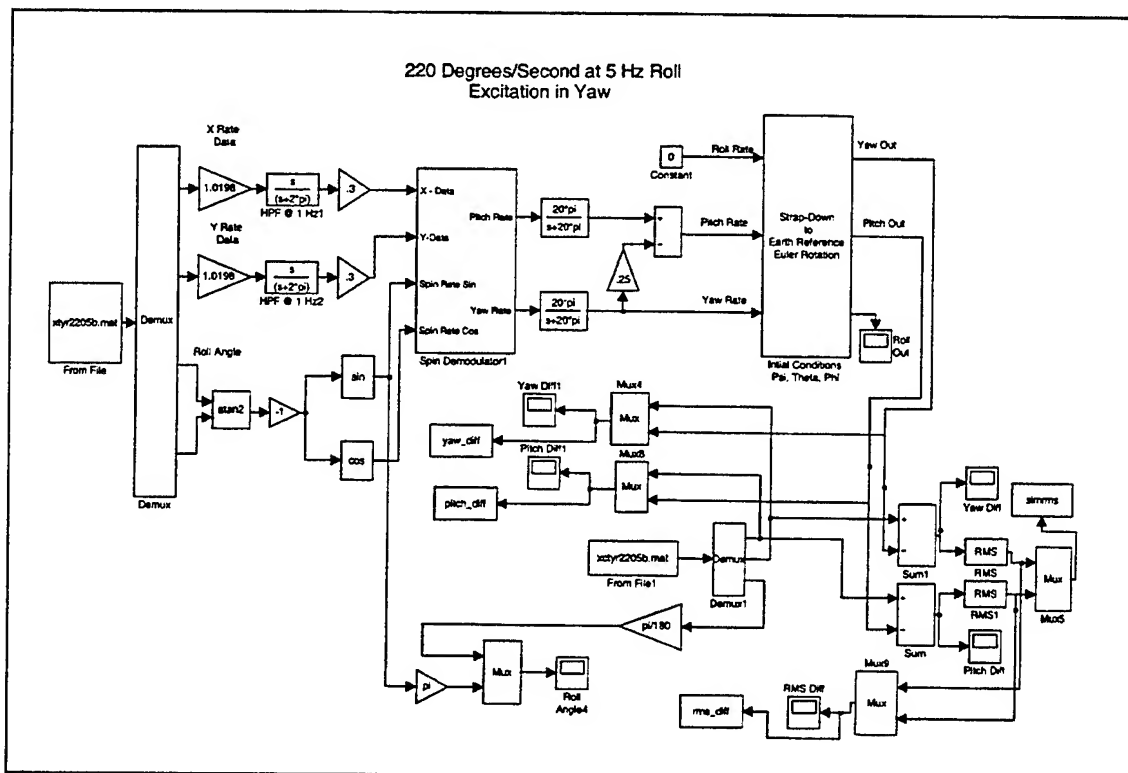 220 Degrees/Second at 5 Hz Roll
Excitation in Yaw
X Rate
Data
1.0198
s
(s+2*pi)
HPF @ 1 Hz1
.3
Y Rate
Data
1.0198
s
(s+2*pi)
HPF @ 1 Hz2
.3
xtyr2205b.mat
From File
Demux
Demux
Roll Angle
atan2
-1
sin
cos
X - Data
Y-Data
Spin Rate Sin
Spin Rate Cos
Pitch Rate
Yaw Rate
Spin Demodulator1
20*pi
s+20*pi
20*pi
s+20*pi
.25
0
Constant
Roll Rate
Pitch Rate
Yaw Rate
Strap-Down
to
Earth Reference
Euler Rotation
Intial Conditions
Psi, Theta, Phi
Yaw Out
Pitch Out
Roll
Out
Yaw Diff1
Mux4
Mux
yaw_diff
Pitch Diff1
Mux8
Mux
pitch_diff
xctyr2205b.mat
From File1
Demux
Demux1
pi/180
pi
Mux
Roll
Angle4
Sum1
Yaw Diff
RMS
RMS
simrms
Mux
Mux5
Sum
RMS
RMS1
Pitch Diff
Mux9
Mux
RMS Diff
rms_diff